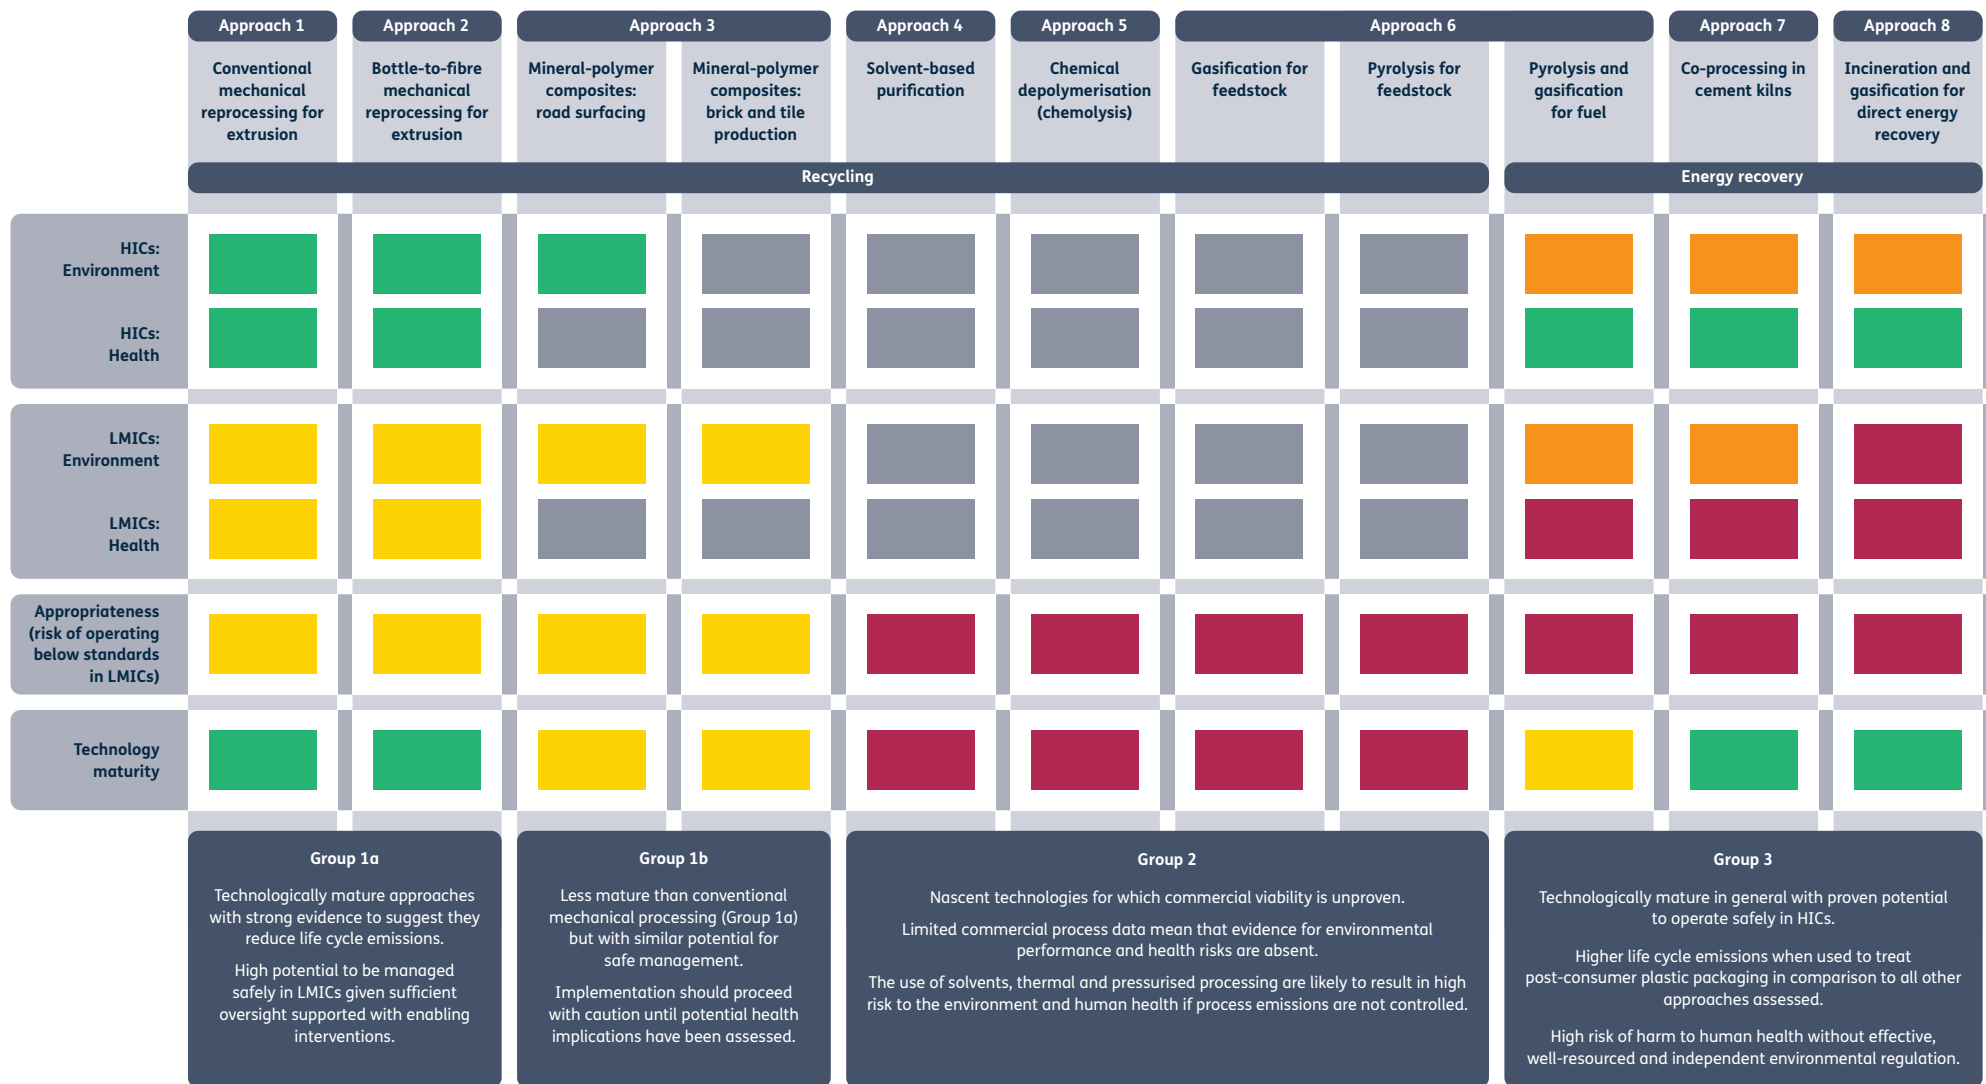 Approach 1
Approach 2
Approach 3
Approach 4
Approach 5
Approach 6
Approach 7
Approach 8
Conventional
mechanical
reprocessing for
extrusion
Bottle-to-fibre
mechanical
reprocessing for
extrusion
Mineral-polymer
composites:
road surfacing
Mineral-polymer
composites:
brick and tile
production
Solvent-based
purification
Chemical
depolymerisation
(chemolysis)
Gasification for
feedstock
Pyrolysis for
feedstock
Pyrolysis and
gasification
for fuel
Co-processing in
cement kilns
Incineration and
gasification for
direct energy
recovery
Recycling
Energy recovery
HICs:
Environment
HICs:
Health
LMICs:
Environment
LMICs:
Health
Appropriateness
(risk of operating
below standards
in LMICs)
Technology
maturity
Group 1a
Technologically mature approaches
with strong evidence to suggest they
reduce life cycle emissions.
High potential to be managed
safely in LMICs given sufficient
oversight supported with enabling
interventions.
Group 1b
Less mature than conventional
mechanical processing (Group 1a)
but with similar potential for
safe management.
Implementation should proceed
with caution until potential health
implications have been assessed.
Group 2
Nascent technologies for which commercial viability is unproven.
Limited commercial process data mean that evidence for environmental
performance and health risks are absent.
The use of solvents, thermal and pressurised processing are likely to result in high
risk to the environment and human health if process emissions are not controlled.
Group 3
Technologically mature in general with proven potential
to operate safely in HICs.
Higher life cycle emissions when used to treat
post-consumer plastic packaging in comparison to all other
approaches assessed.
High risk of harm to human health without effective,
well-resourced and independent environmental regulation.